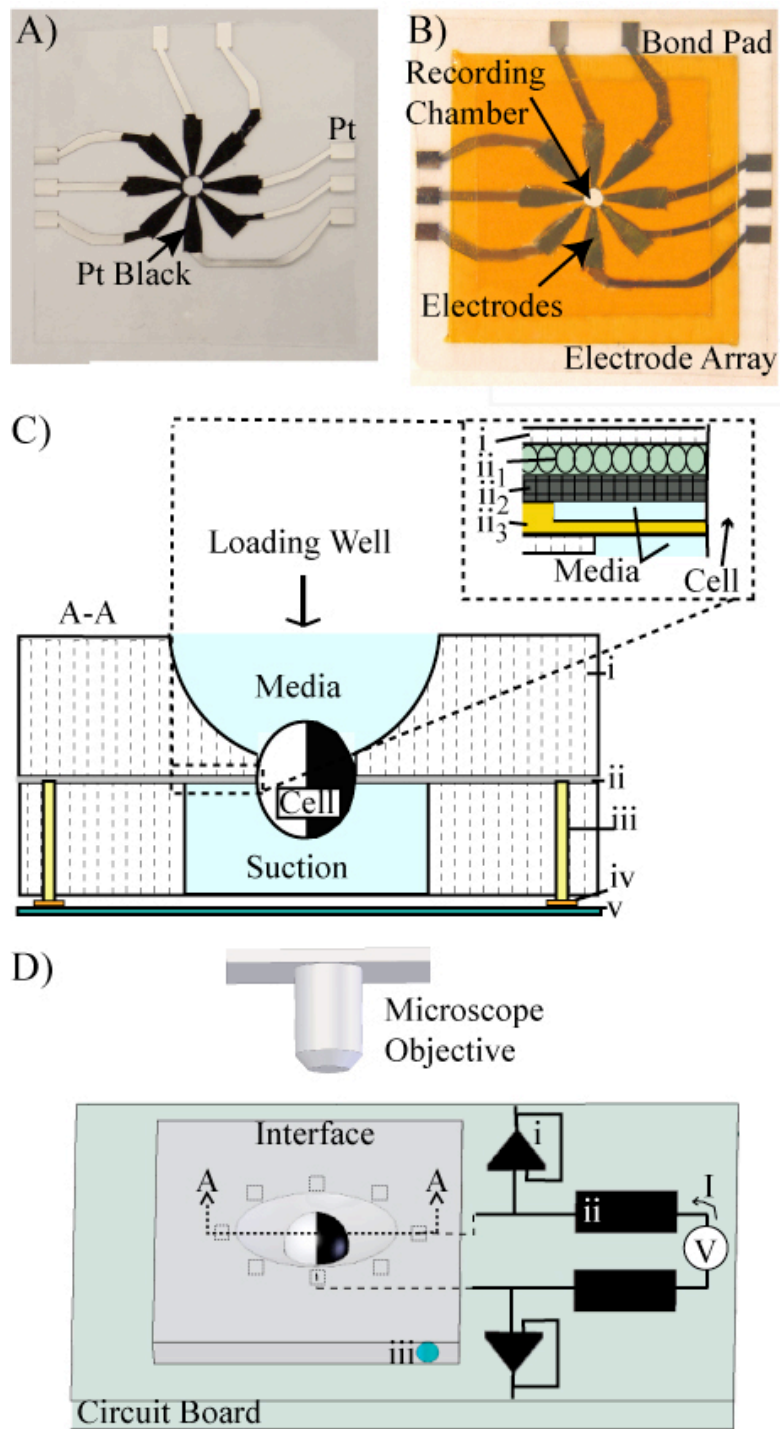 A)
Pt
Pt Black
B)
Bond Pad
Recording
Chamber
Electrodes
Electrode Array
C)
i
ii1
ii2
ii3
Media
Cell
Loading Well
A-A
Media
i
ii
Cell
iii
Suction
iv
v
D)
Microscope
Objective
Interface
i
A
A
I
ii
V
iii
Circuit Board